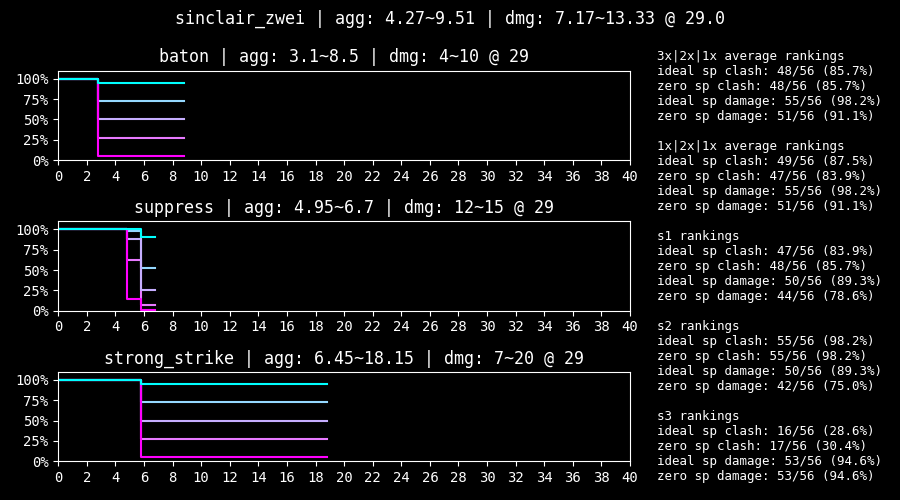 sinclair_zwei | agg: 4.27~9.51 | dmg: 7.17~13.33 @ 29.0
baton | agg: 3.1~8.5 | dmg: 4~10 @ 29
100%
75%
50%
25%
0%
0 2 4 6 8 10 12 14 16 18 20 22 24 26 28 30 32 34 36 38 40
suppress | agg: 4.95~6.7 | dmg: 12~15 @ 29
100%
75%
50%
25%
0%
0 2 4 6 8 10 12 14 16 18 20 22 24 26 28 30 32 34 36 38 40
strong_strike | agg: 6.45~18.15 | dmg: 7~20 @ 29
100%
75%
50%
25%
0%
0 2 4 6 8 10 12 14 16 18 20 22 24 26 28 30 32 34 36 38 40
3x|2x|1x average rankings
ideal sp clash: 48/56 (85.7%)
zero sp clash: 48/56 (85.7%)
ideal sp damage: 55/56 (98.2%)
zero sp damage: 51/56 (91.1%)
1x|2x|1x average rankings
ideal sp clash: 49/56 (87.5%)
zero sp clash: 47/56 (83.9%)
ideal sp damage: 55/56 (98.2%)
zero sp damage: 51/56 (91.1%)
s1 rankings
ideal sp clash: 47/56 (83.9%)
zero sp clash: 48/56 (85.7%)
ideal sp damage: 50/56 (89.3%)
zero sp damage: 44/56 (78.6%)
s2 rankings
ideal sp clash: 55/56 (98.2%)
zero sp clash: 55/56 (98.2%)
ideal sp damage: 50/56 (89.3%)
zero sp damage: 42/56 (75.0%)
s3 rankings
ideal sp clash: 16/56 (28.6%)
zero sp clash: 17/56 (30.4%)
ideal sp damage: 53/56 (94.6%)
zero sp damage: 53/56 (94.6%)